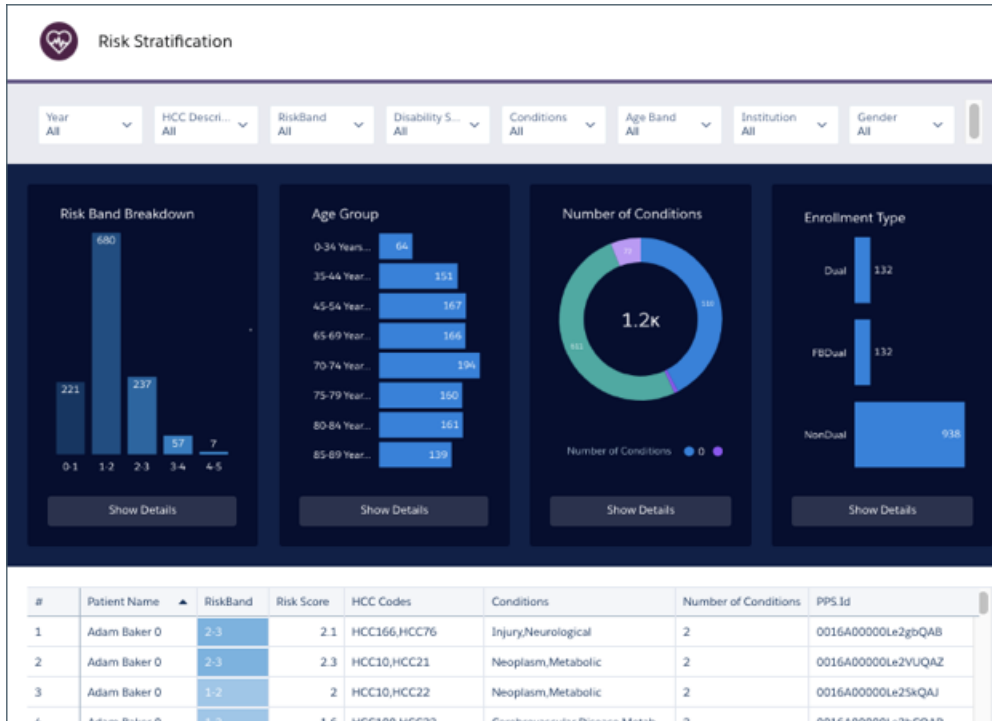 Risk Stratification
Year HCC Descri... RiskBand Disability S... Conditions Age Band Institution Gender
All All All All All All All All
Risk Band Breakdown
680
221
237
57
7
0-1 1-2 2-3 3-4 4-5
Show Details
Age Group
0-34 Years... 64
35-44 Year... 151
45-54 Year... 167
65-69 Year... 166
70-74 Year... 194
75-79 Year... 160
80-84 Year... 161
85-89 Year... 139
Show Details
Number of Conditions
1.2K
611
Number of Conditions 0
Show Details
Enrollment Type
Dual 132
FBDual 132
NonDual 938
Show Details
# Patient Name RiskBand Risk Score HCC Codes Conditions Number of Conditions PPS.Id
1 Adam Baker 0 2-3 2.1 HCC166,HCC76 Injury,Neurological 2 0016A00000Le2gbQAB
2 Adam Baker 0 2-3 2.3 HCC10,HCC21 Neoplasm,Metabolic 2 0016A00000Le2VUQAZ
3 Adam Baker 0 1-2 2 HCC10,HCC22 Neoplasm,Metabolic 2 0016A00000Le2SkQAJ